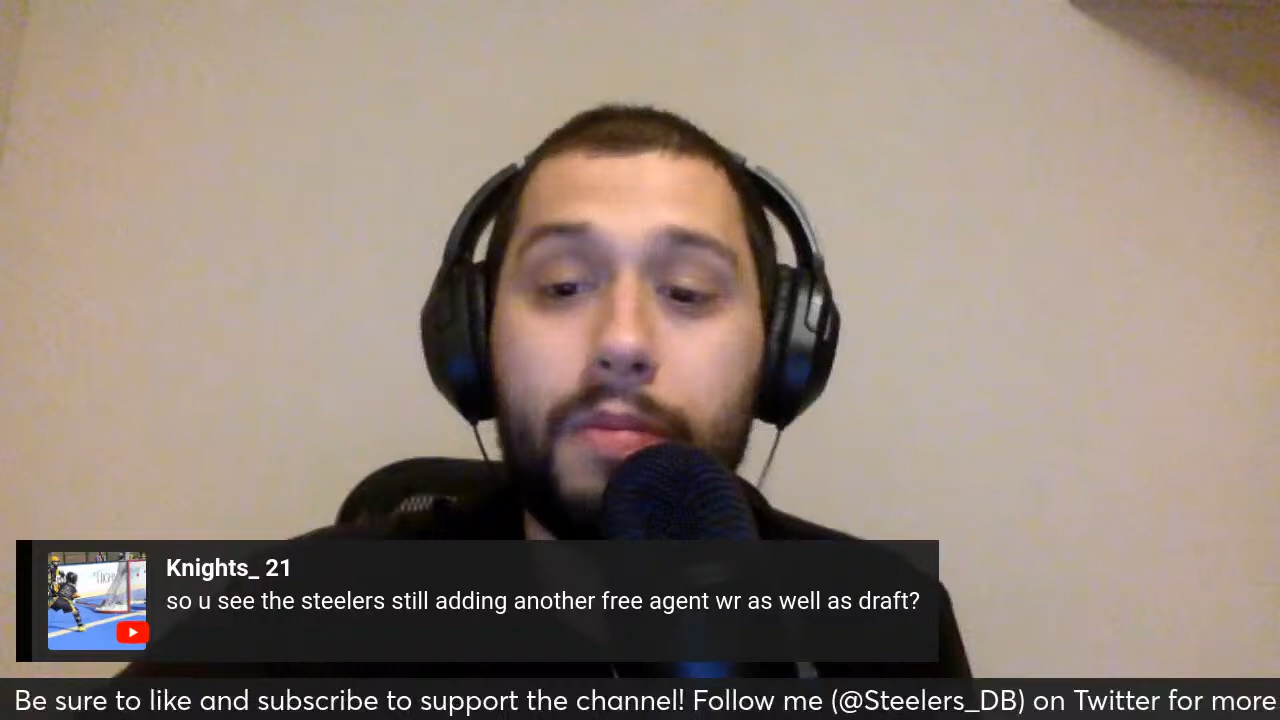 Knights_ 21
so u see the steelers still adding another free agent wr as well as draft?
Be sure to like and subscribe to support the channel! Follow me (@Steelers_DB) on Twitter for more